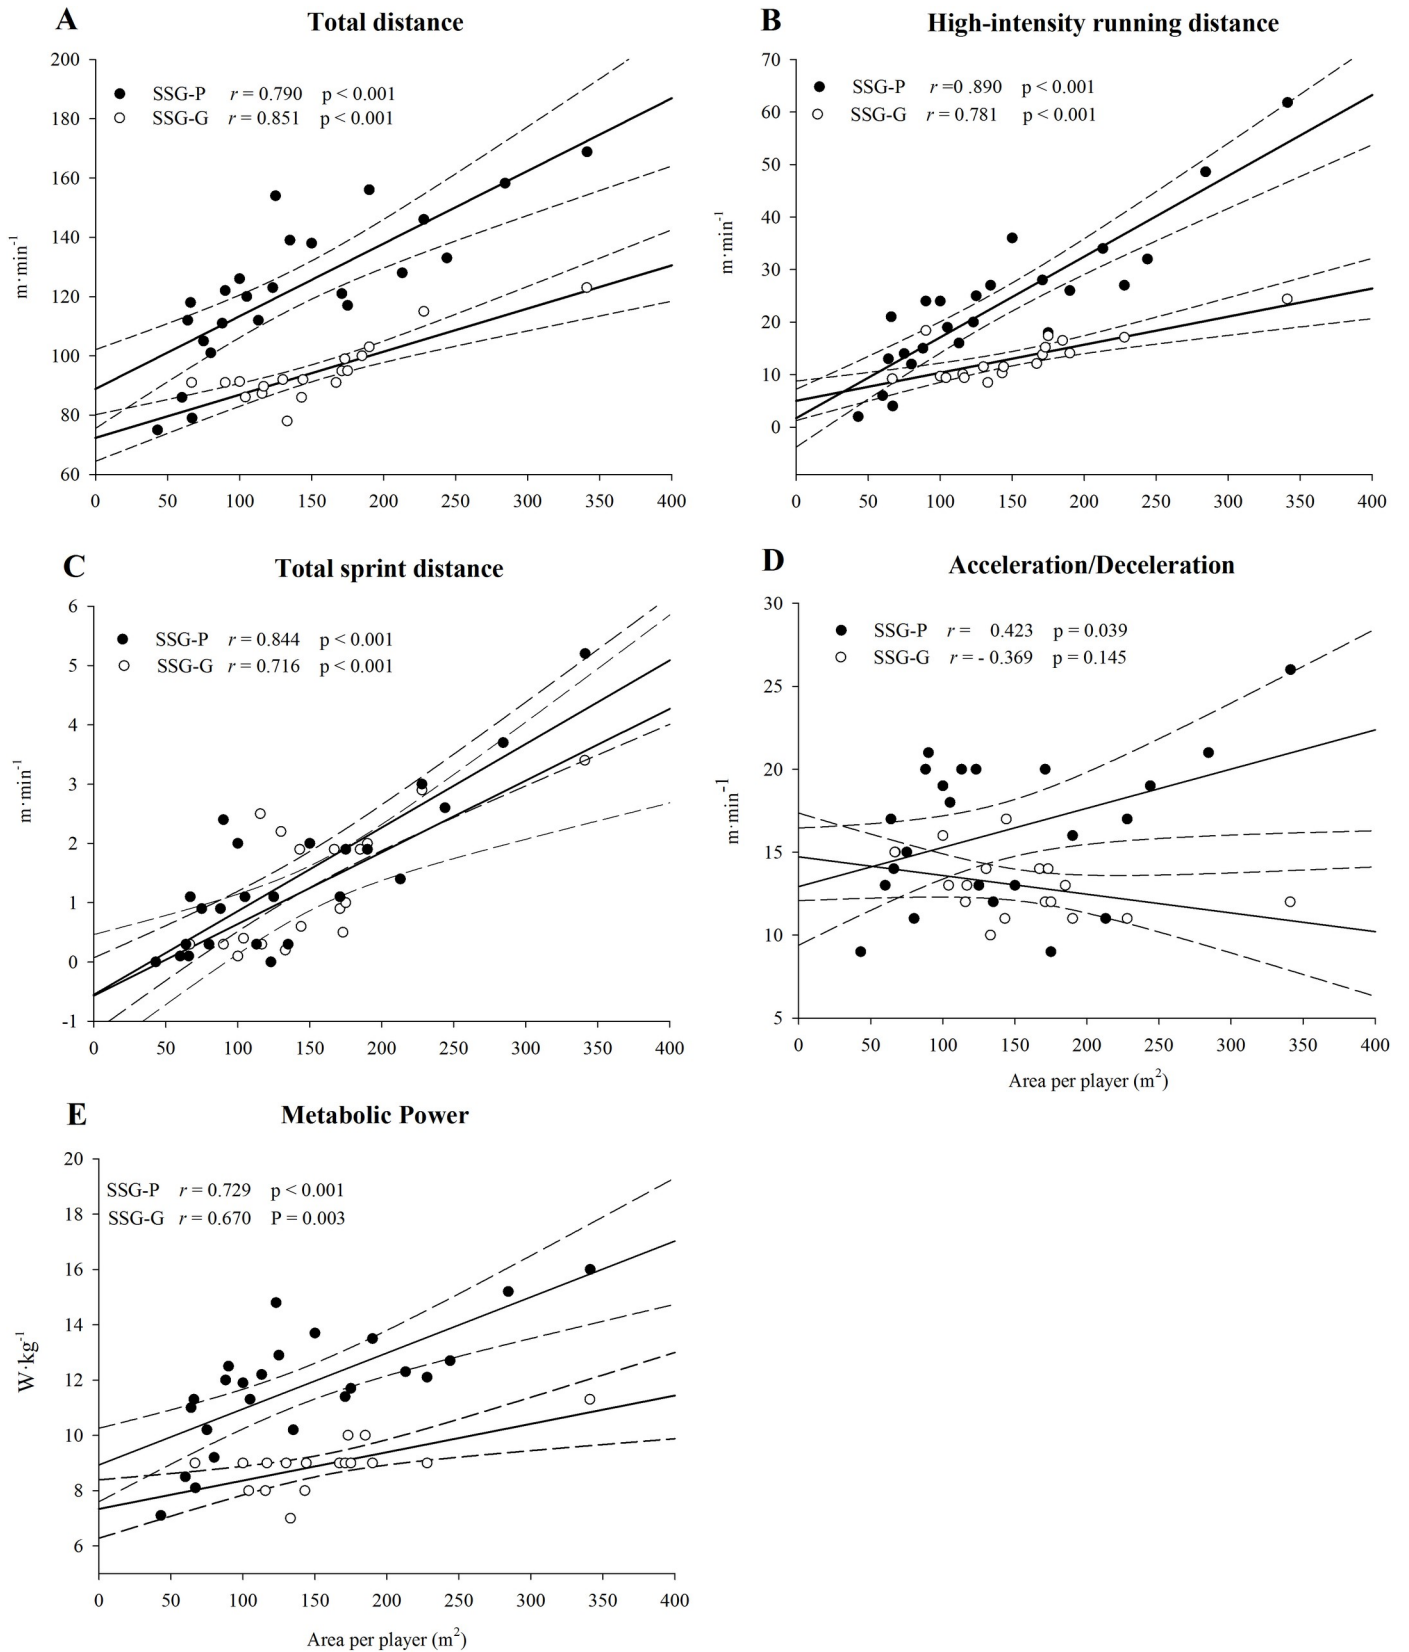 A
Total distance
200
180
160
140
120
100
80
60
m·min-1
SSG-P r = 0.790 p < 0.001
SSG-G r = 0.851 p < 0.001
0 50 100 150 200 250 300 350 400
B
High-intensity running distance
70
60
50
40
30
20
10
0
m·min-1
SSG-P r =0 .890 p < 0.001
SSG-G r = 0.781 p < 0.001
0 50 100 150 200 250 300 350 400
C
Total sprint distance
6
5
4
3
2
1
0
-1
m·min-1
SSG-P r = 0.844 p < 0.001
SSG-G r = 0.716 p < 0.001
0 50 100 150 200 250 300 350 400
D
Acceleration/Deceleration
30
25
20
15
10
5
m·min-1
SSG-P r = 0.423 p = 0.039
SSG-G r = - 0.369 p = 0.145
0 50 100 150 200 250 300 350 400
Area per player (m2)
E
Metabolic Power
20
18
16
14
12
10
8
6
W·kg-1
SSG-P r = 0.729 p < 0.001
SSG-G r = 0.670 P = 0.003
0 50 100 150 200 250 300 350 400
Area per player (m2)